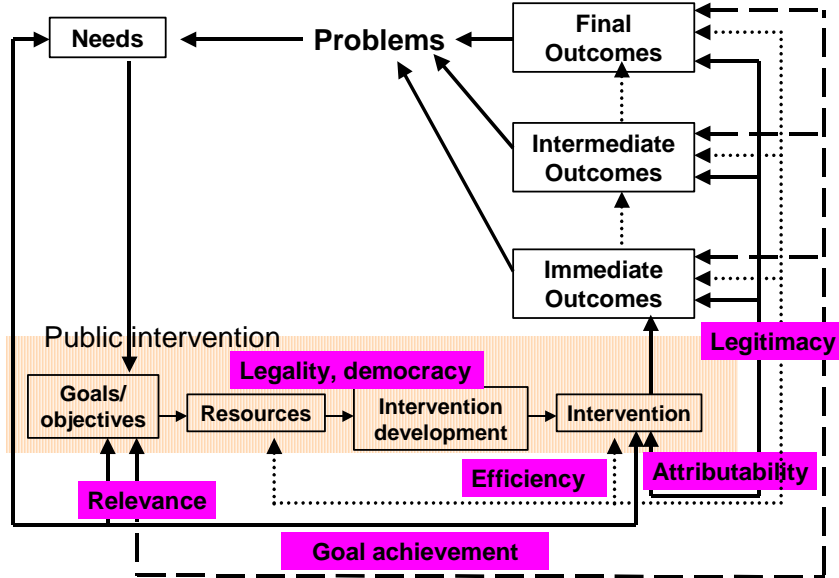 Needs
Problems
Final
Outcomes
Intermediate
Outcomes
Immediate
Outcomes
Public intervention
Legitimacy
Legality, democracy
Goals/
objectives
Resources
Intervention
development
Intervention
Relevance
Efficiency
Attributability
Goal achievement